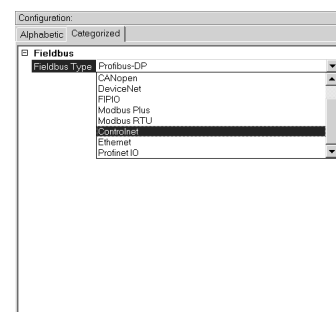 Configuration:
Alphabetic Categorized
Fieldbus
Fieldbus Type Profibus-DP
CANopen
DeviceNet
FIPIO
Modbus Plus
Modbus RTU
Controlnet
Ethernet
Profinet IO